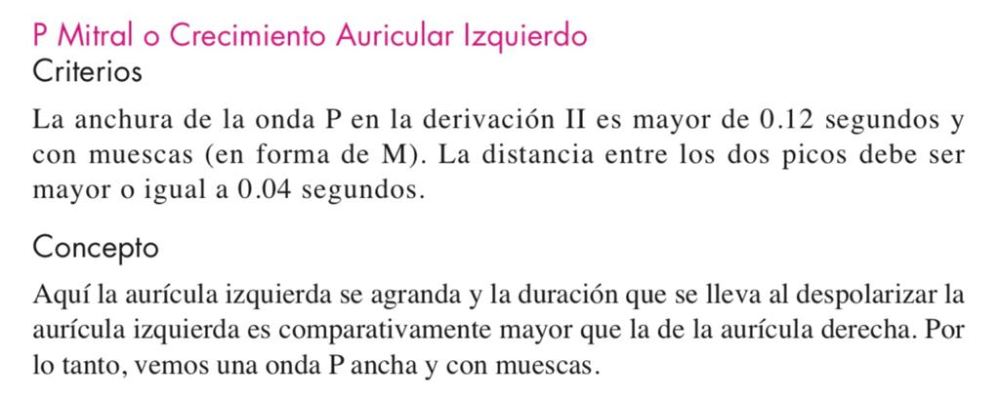 P Mitral o Crecimiento Auricular Izquierdo
Criterios
La anchura de la onda P en la derivación II es mayor de 0.12 segundos y
con muescas (en forma de M). La distancia entre los dos picos debe ser
mayor o igual a 0.04 segundos.
Concepto
Aquí la aurícula izquierda se agranda y la duración que se lleva al despolarizar la
aurícula izquierda es comparativamente mayor que la de la aurícula derecha. Por
lo tanto, vemos una onda P ancha y con muescas.